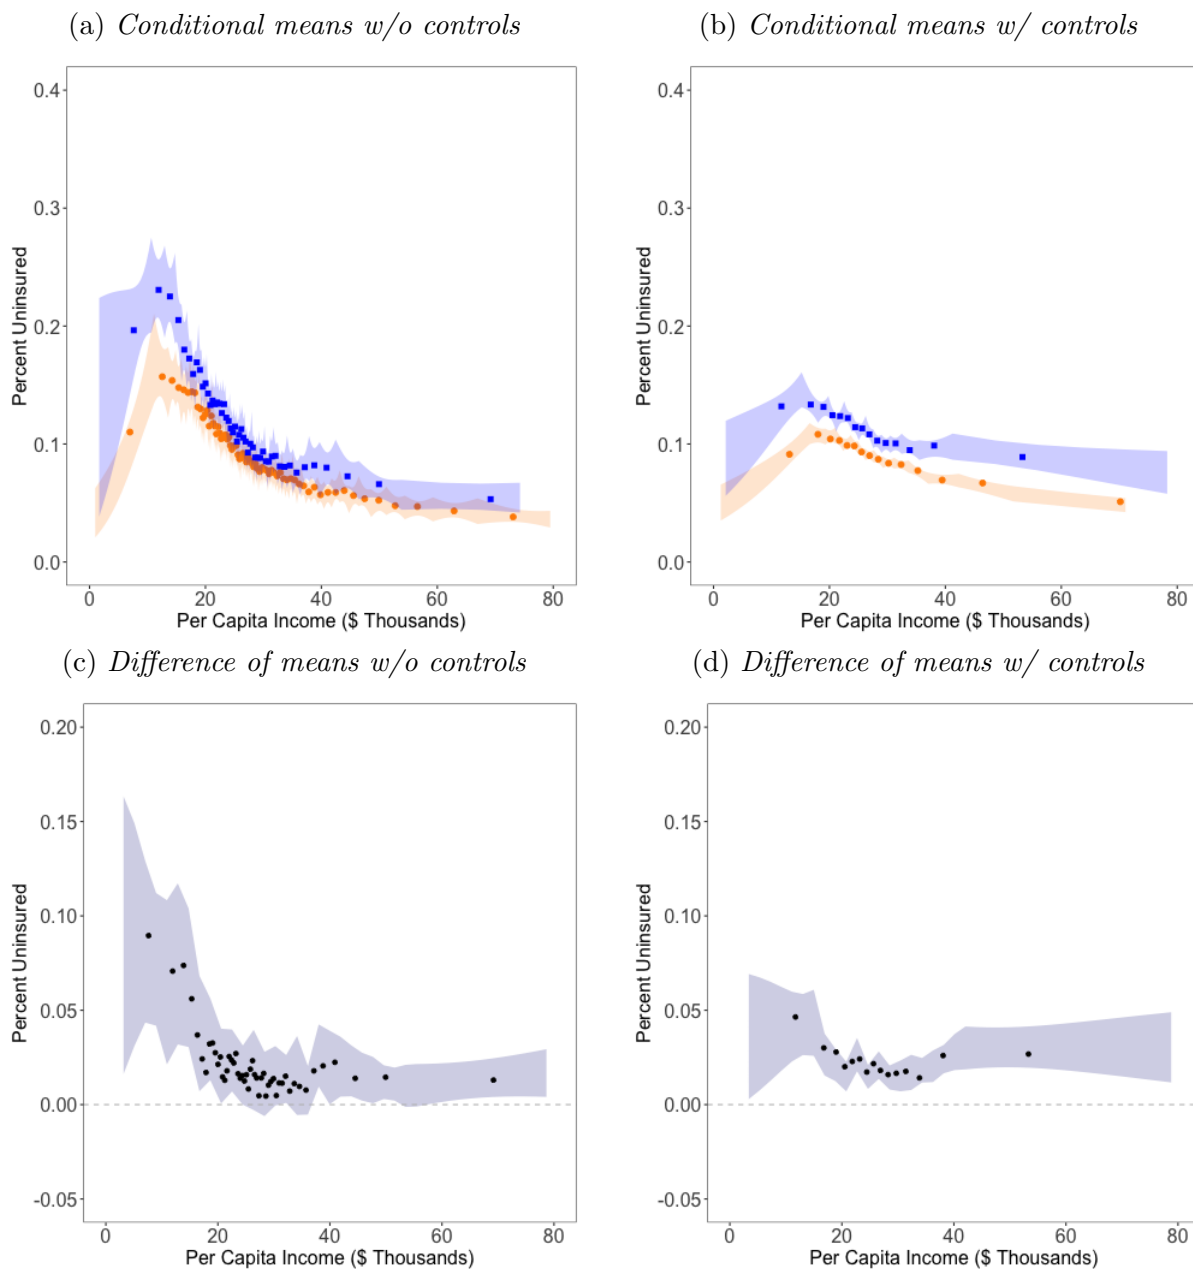 (a) Conditional means w/o controls
(b) Conditional means w/ controls
0.4
0.3
0.2
0.1
0.0
Percent Uninsured
0 20 40 60 80
Per Capita Income ($ Thousands)
0.4
0.3
0.2
0.1
0.0
Percent Uninsured
0 20 40 60 80
Per Capita Income ($ Thousands)
(c) Difference of means w/o controls
(d) Difference of means w/ controls
0.20
0.15
0.10
0.05
0.00
-0.05
Percent Uninsured
0 20 40 60 80
Per Capita Income ($ Thousands)
0.20
0.15
0.10
0.05
0.00
-0.05
Percent Uninsured
0 20 40 60 80
Per Capita Income ($ Thousands)